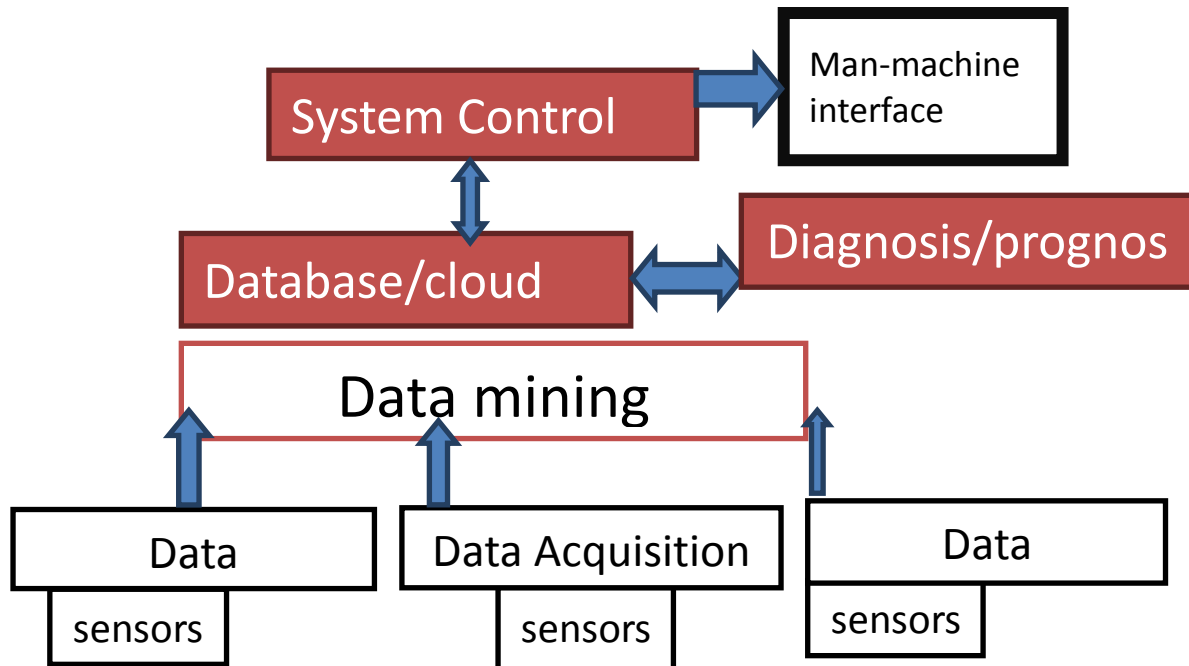 Man-machine
interface
System Control
Diagnosis/prognos
Database/cloud
Data mining
Data
Data Acquisition
Data
sensors
sensors
sensors